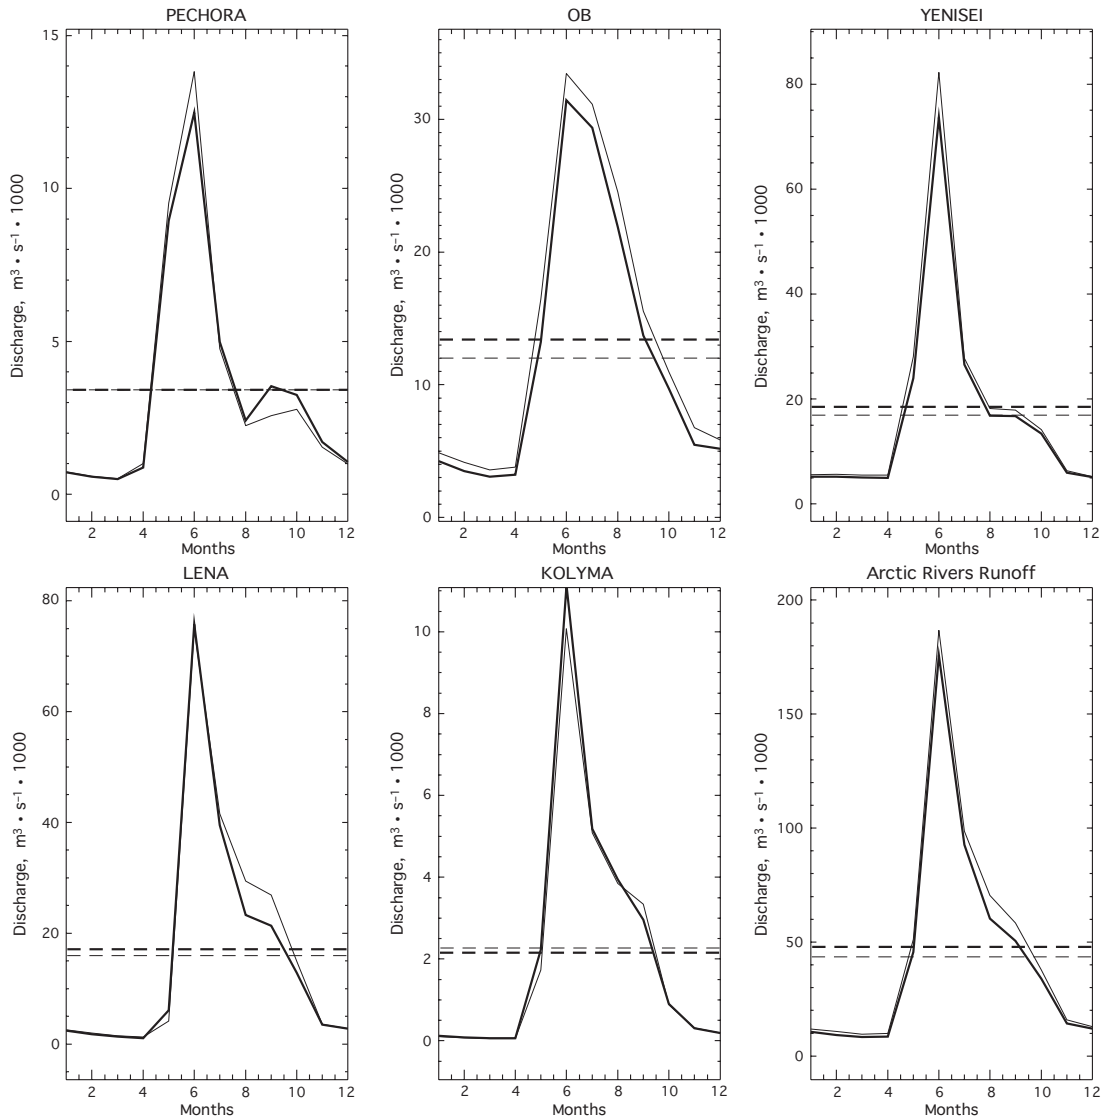 PECHORA
15
10
5
0
Discharge, m³ • s⁻¹ • 1000
2 4 6 8 10 12
Months
OB
30
20
10
0
Discharge, m³ • s⁻¹ • 1000
2 4 6 8 10 12
Months
YENISEI
80
60
40
20
0
Discharge, m³ • s⁻¹ • 1000
2 4 6 8 10 12
Months
LENA
80
60
40
20
0
Discharge, m³ • s⁻¹ • 1000
2 4 6 8 10 12
Months
KOLYMA
10
8
6
4
2
0
Discharge, m³ • s⁻¹ • 1000
2 4 6 8 10 12
Months
Arctic Rivers Runoff
200
150
100
50
0
Discharge, m³ • s⁻¹ • 1000
2 4 6 8 10 12
Months